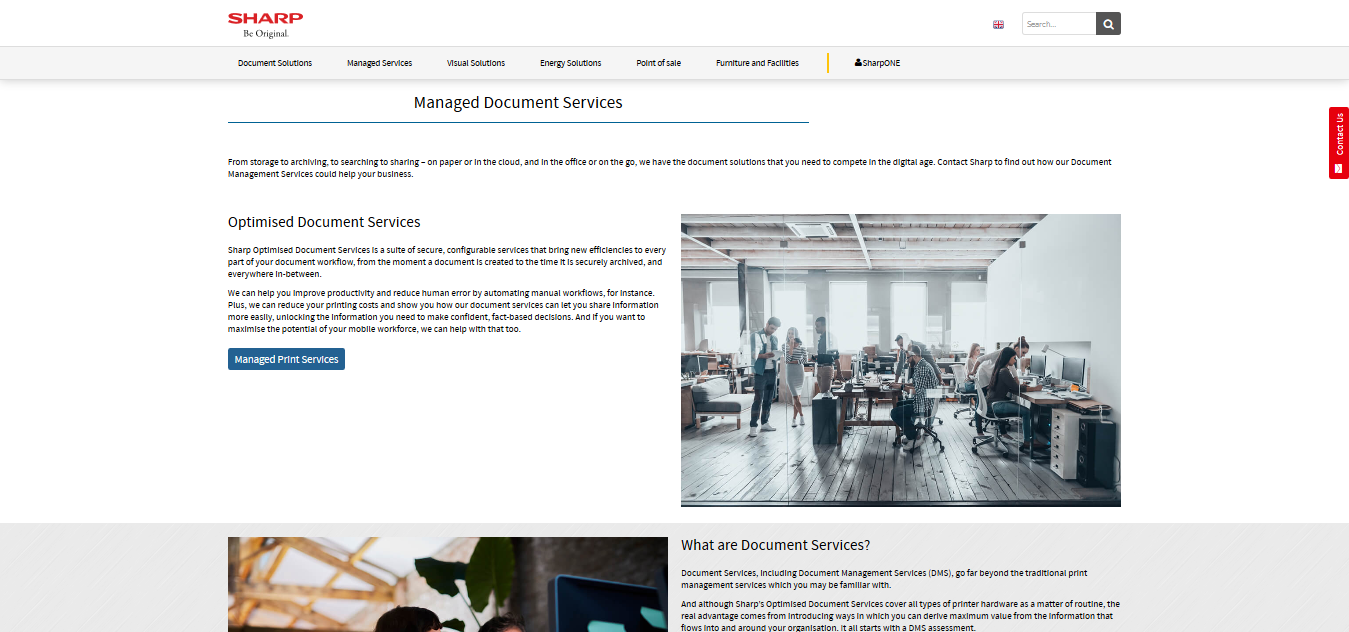 SHARP
Be Original.
Search...
Document Solutions
Managed Services
Visual Solutions
Energy Solutions
Point of sale
Furniture and Facilities
SharpONE
Contact Us
Managed Document Services
From storage to archiving, to searching to sharing – on paper or in the cloud, and in the office or on the go, we have the document solutions that you need to compete in the digital age. Contact Sharp to find out how our Document
Management Services could help your business.
Optimised Document Services
Sharp Optimised Document Services is a suite of secure, configurable services that bring new efficiencies to every
part of your document workflow, from the moment a document is created to the time it is securely archived, and
everywhere in-between.
We can help you improve productivity and reduce human error by automating manual workflows, for instance.
Plus, we can reduce your printing costs and show you how our document services can let you share information
more easily, unlocking the information you need to make confident, fact-based decisions. And if you want to
maximise the potential of your mobile workforce, we can help with that too.
Managed Print Services
What are Document Services?
Document Services, including Document Management Services (DMS), go far beyond the traditional print
management services which you may be familiar with.
And although Sharp's Optimised Document Services cover all types of printer hardware as a matter of routine, the
real advantage comes from introducing ways in which you can derive maximum value from the information that
flows into and around your organisation. It all starts with a DMS assessment.